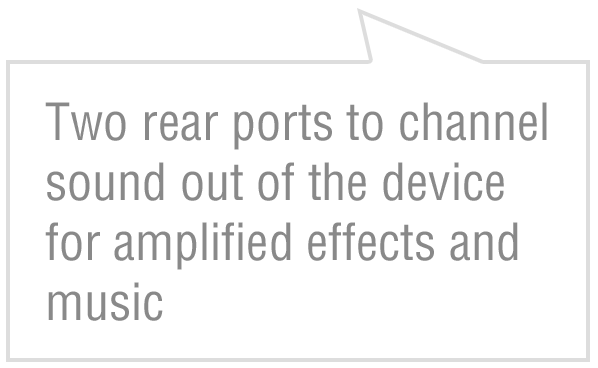 Two rear ports to channel
sound out of the device
for amplified effects and
music